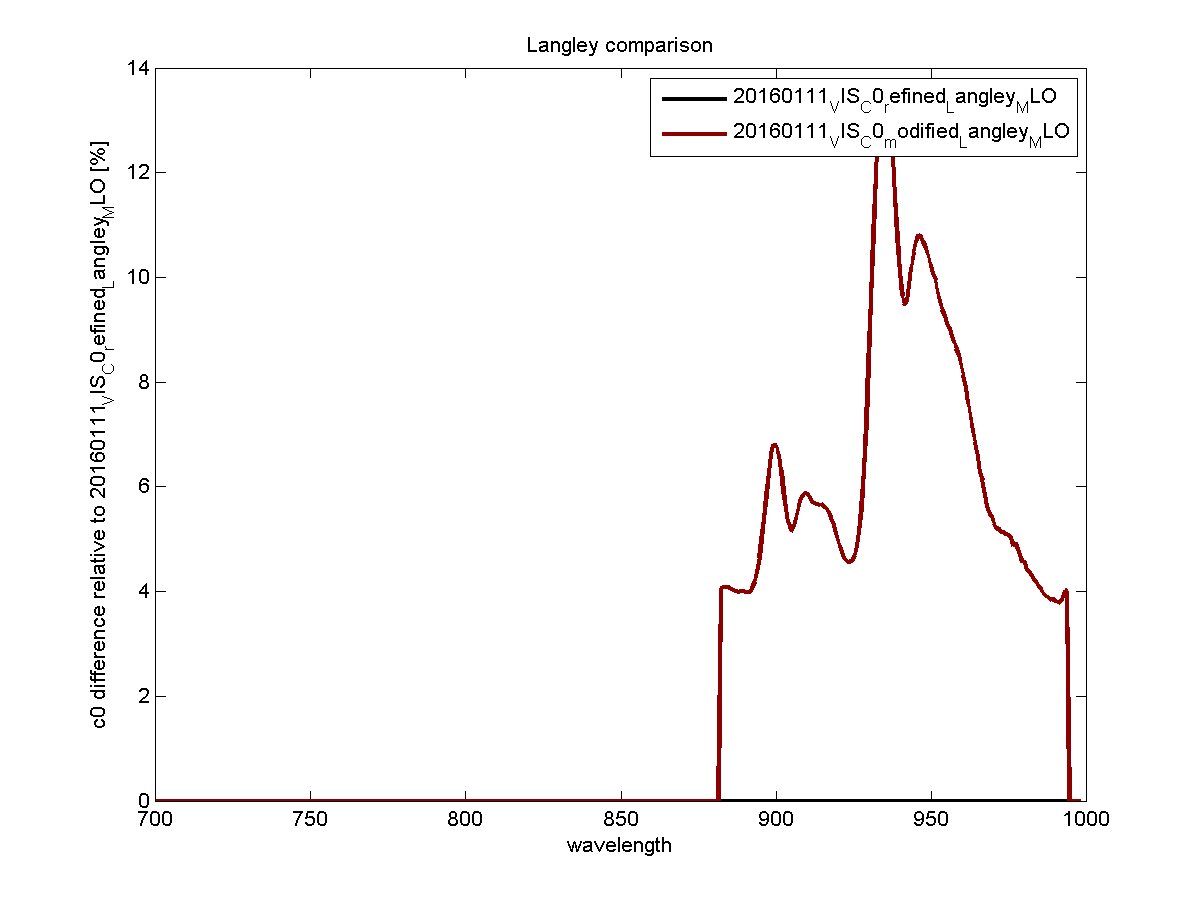 Langley comparison
14
12
10
8
6
4
2
0
c0 difference relative to 20160111_VIS_C0_refined_Langley_MLO [%]
20160111_VIS_C0_refined_Langley_MLO
20160111_VIS_C0_modified_Langley_MLO
700 750 800 850 900 950 1000
wavelength